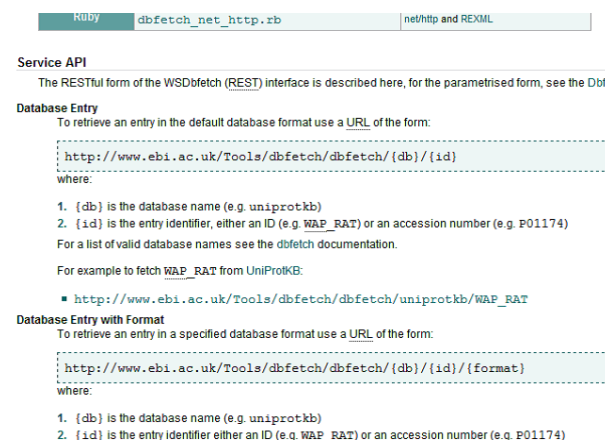 Ruby dbfetch_net_http.rb net/http and REXML
Service API
The RESTful form of the WSDbfetch (REST) interface is described here, for the parametrised form, see the Dbf
Database Entry
To retrieve an entry in the default database format use a URL of the form:
http://www.ebi.ac.uk/Tools/dbfetch/dbfetch/{db}/{id}
where:
1. {db} is the database name (e.g. uniprotkb)
2. {id} is the entry identifier, either an ID (e.g. WAP_RAT) or an accession number (e.g. P01174)
For a list of valid database names see the dbfetch documentation.
For example to fetch WAP_RAT from UniProtKB:
▪ http://www.ebi.ac.uk/Tools/dbfetch/dbfetch/uniprotkb/WAP_RAT
Database Entry with Format
To retrieve an entry in a specified database format use a URL of the form:
http://www.ebi.ac.uk/Tools/dbfetch/dbfetch/{db}/{id}/{format}
where:
1. {db} is the database name (e.g. uniprotkb)
2. {id} is the entry identifier either an ID (e.g. WAP_RAT) or an accession number (e.g. P01174)